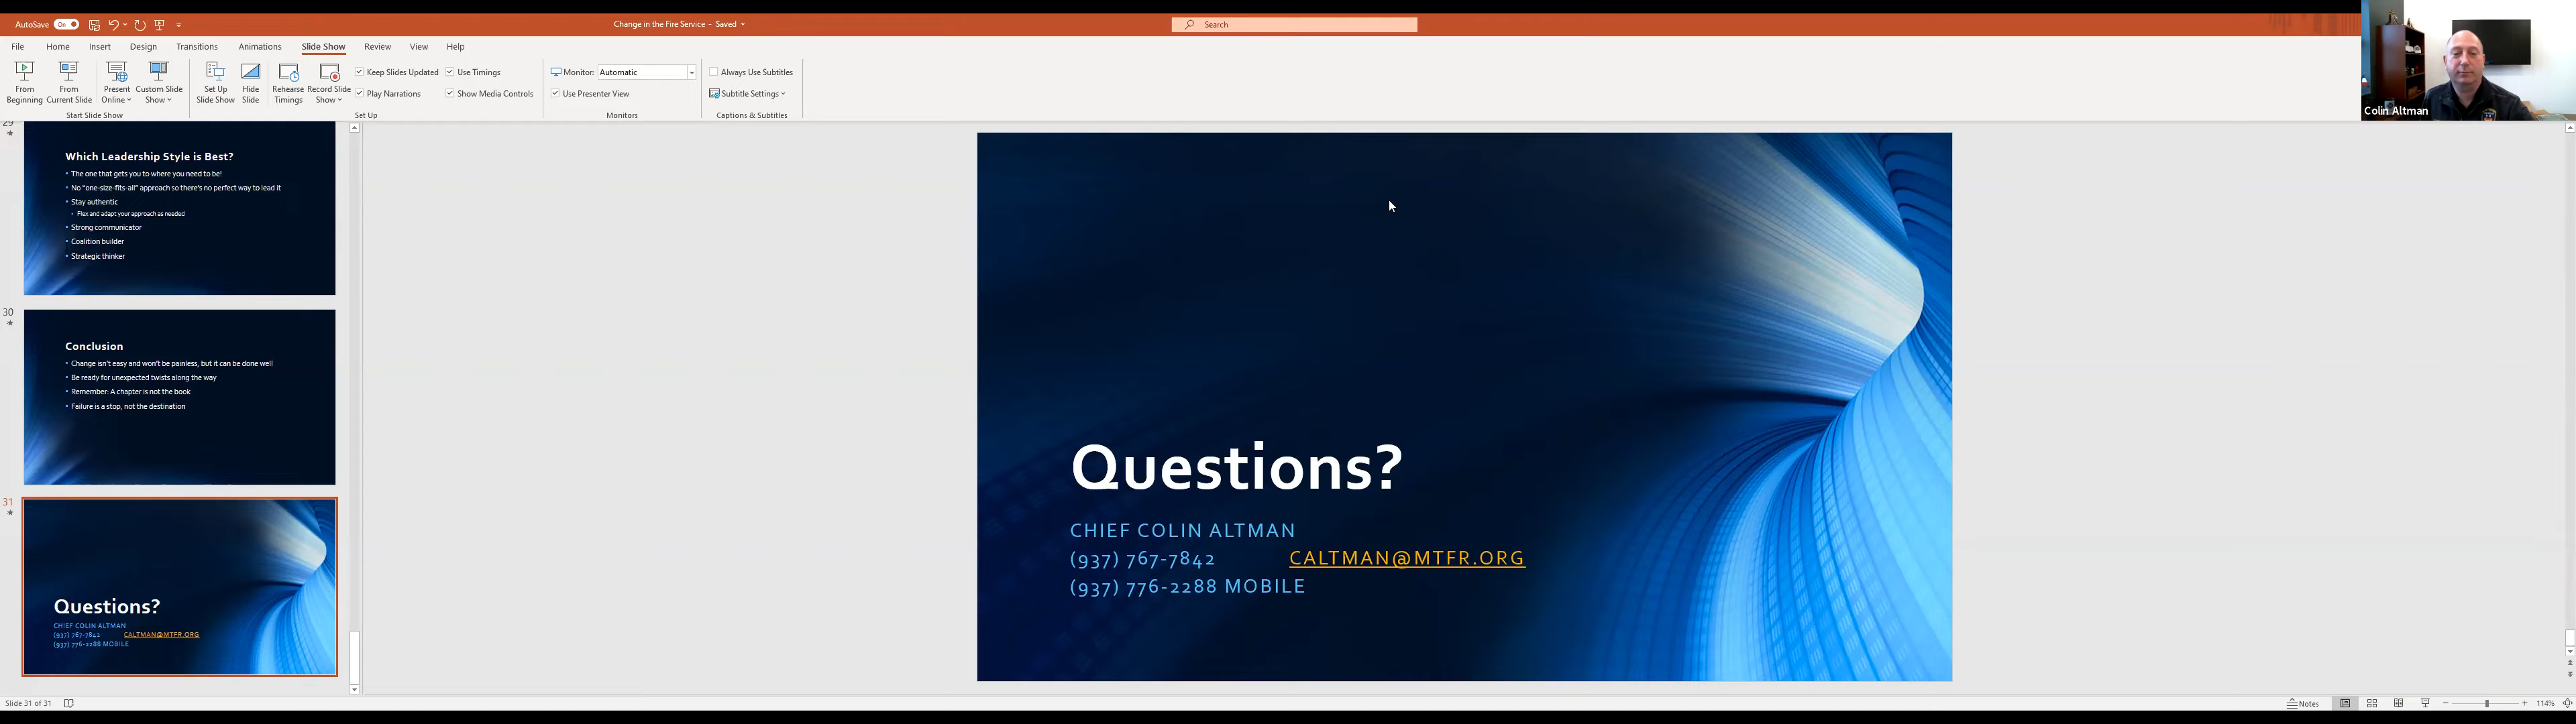 AutoSave On
Change in the Fire Service - Saved
Search
File Home Insert Design Transitions Animations Slide Show Review View Help
From Beginning
From Current Slide
Present Online
Custom Slide Show
Start Slide Show
Set Up Slide Show
Hide Slide
Rehearse Timings
Record Slide Show
Keep Slides Updated
Play Narrations
Use Timings
Show Media Controls
Set Up
Monitor: Automatic
Use Presenter View
Monitors
Always Use Subtitles
Subtitle Settings
Captions & Subtitles
Colin Altman
29
Which Leadership Style is Best?
• The one that gets you to where you need to be!
• No "one-size-fits-all" approach so there's no perfect way to lead it
• Stay authentic
• Flex and adapt your approach as needed
• Strong communicator
• Coalition builder
• Strategic thinker
30
Conclusion
• Change isn't easy and won't be painless, but it can be done well
• Be ready for unexpected twists along the way
• Remember: A chapter is not the book
• Failure is a stop, not the destination
31
Questions?
CHIEF COLIN ALTMAN
(937) 767-7842 CALTMAN@MTFR.ORG
(937) 776-2288 MOBILE
Questions?
CHIEF COLIN ALTMAN
(937) 767-7842 CALTMAN@MTFR.ORG
(937) 776-2288 MOBILE
Slide 31 of 31
Notes
114%